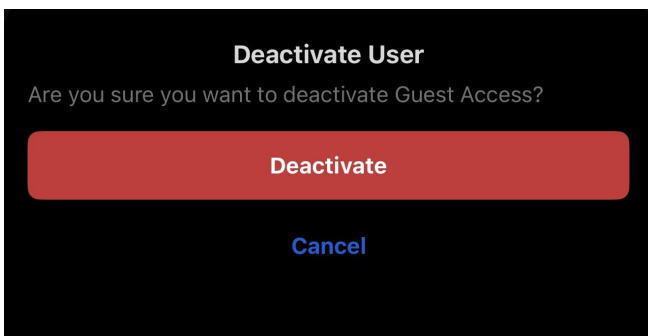 Deactivate User
Are you sure you want to deactivate Guest Access?
Deactivate
Cancel